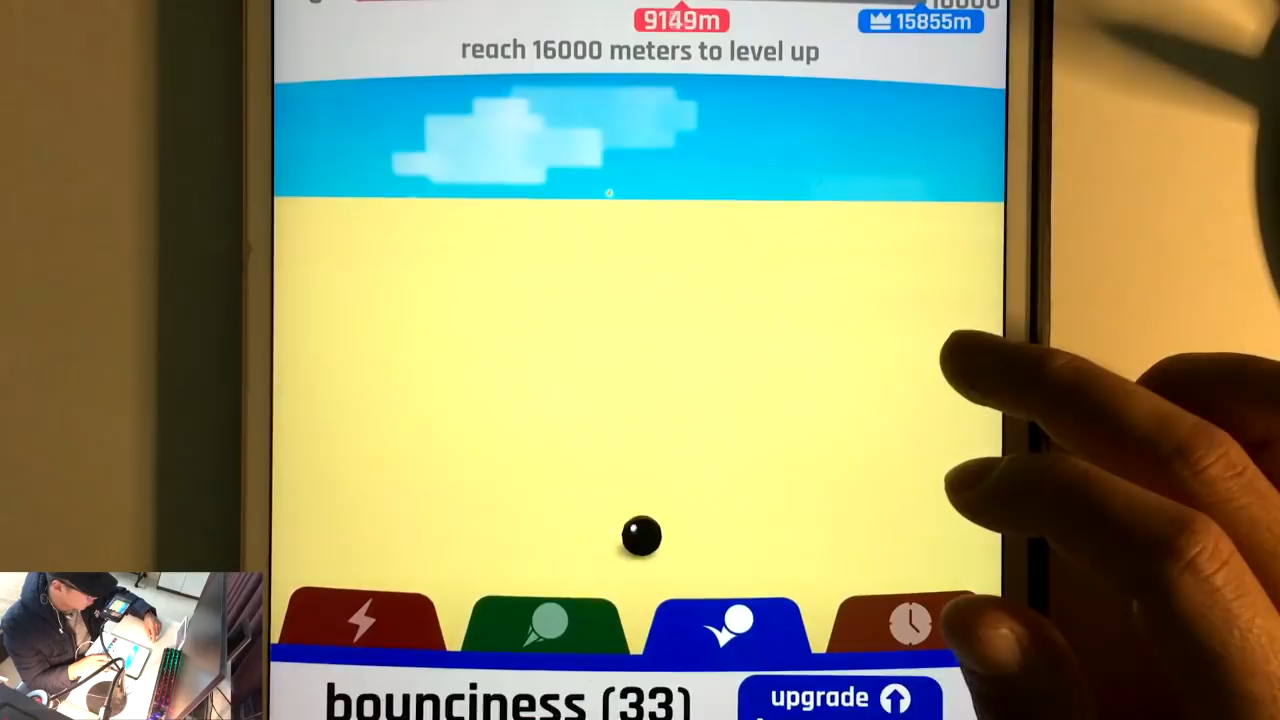 9149m
15855m
reach 16000 meters to level up
bounciness (33)
upgrade